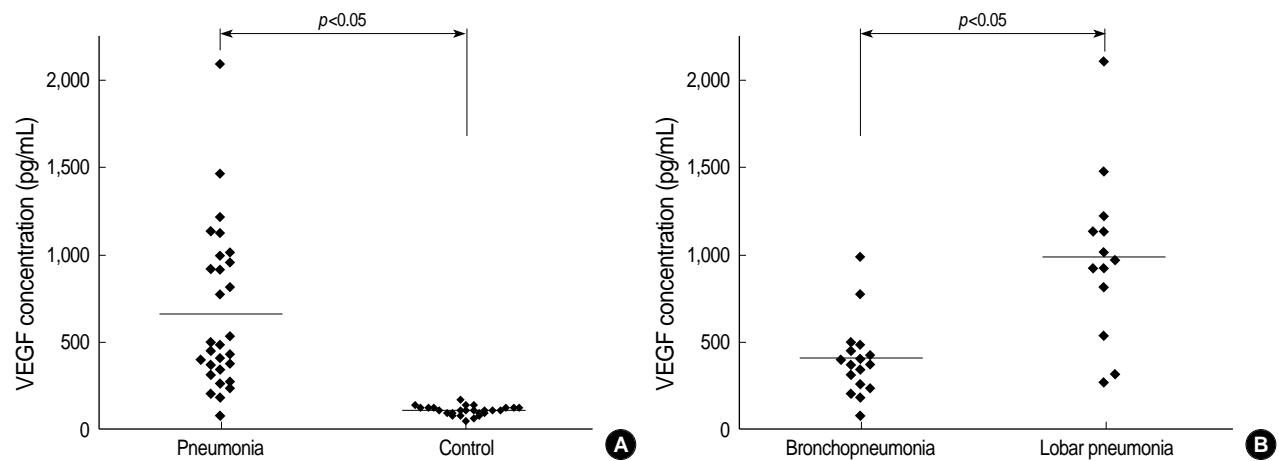 p<0.05
2,000
1,500
1,000
500
0
VEGF concentration (pg/mL)
Pneumonia
Control
A
p<0.05
2,000
1,500
1,000
500
0
VEGF concentration (pg/mL)
Bronchopneumonia
Lobar pneumonia
B